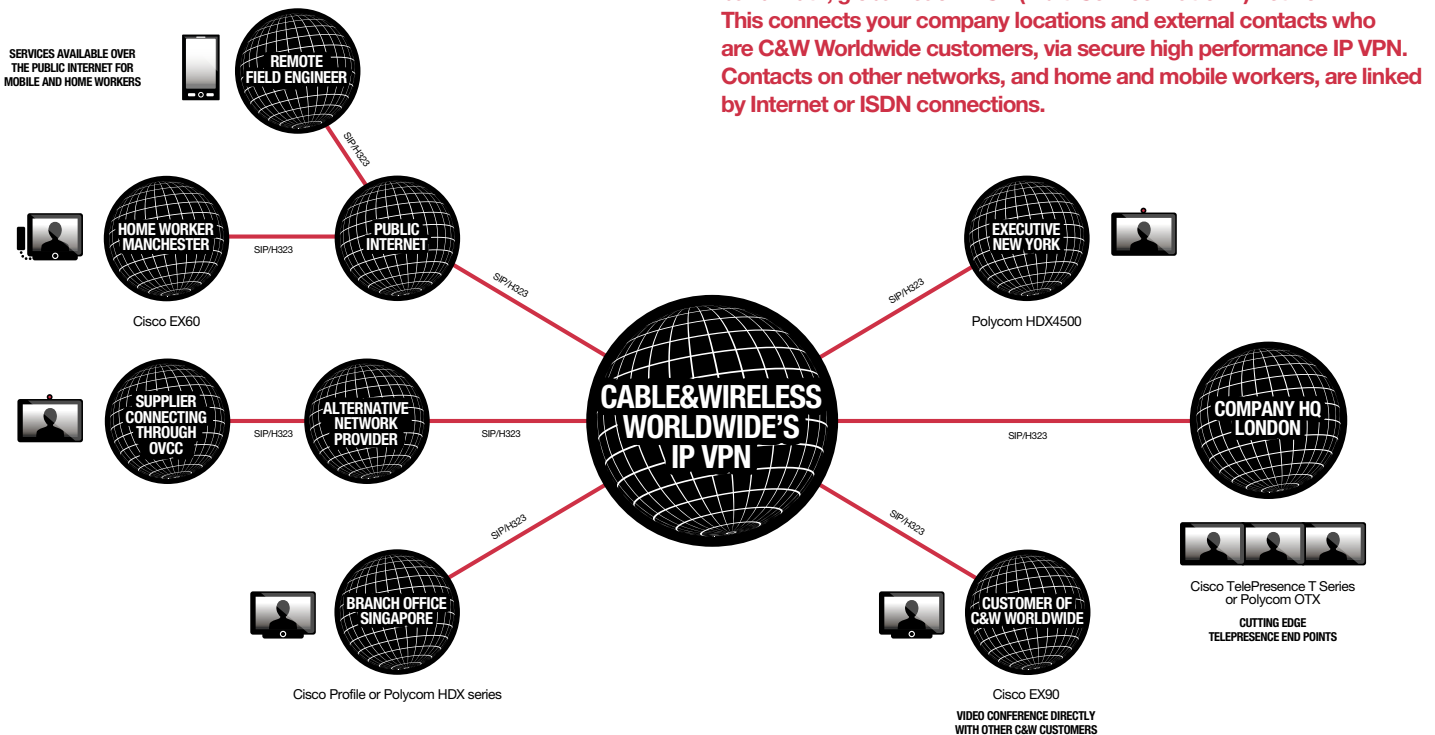 This connects your company locations and external contacts who
are C&W Worldwide customers, via secure high performance IP VPN.
Contacts on other networks, and home and mobile workers, are linked
by Internet or ISDN connections.
SERVICES AVAILABLE OVER
THE PUBLIC INTERNET FOR
MOBILE AND HOME WORKERS
REMOTE
FIELD ENGINEER
SIP/H323
HOME WORKER
MANCHESTER
SIP/H323
PUBLIC
INTERNET
Cisco EX60
SIP/H323
EXECUTIVE
NEW YORK
SIP/H323
Polycom HDX4500
SUPPLIER
CONNECTING
THROUGH
OVCC
SIP/H323
ALTERNATIVE
NETWORK
PROVIDER
SIP/H323
CABLE&WIRELESS
WORLDWIDE'S
IP VPN
SIP/H323
COMPANY HQ
LONDON
Cisco TelePresence T Series
or Polycom OTX
CUTTING EDGE
TELEPRESENCE END POINTS
SIP/H323
BRANCH OFFICE
SINGAPORE
Cisco Profile or Polycom HDX series
SIP/H323
CUSTOMER OF
C&W WORLDWIDE
Cisco EX90
VIDEO CONFERENCE DIRECTLY
WITH OTHER C&W CUSTOMERS